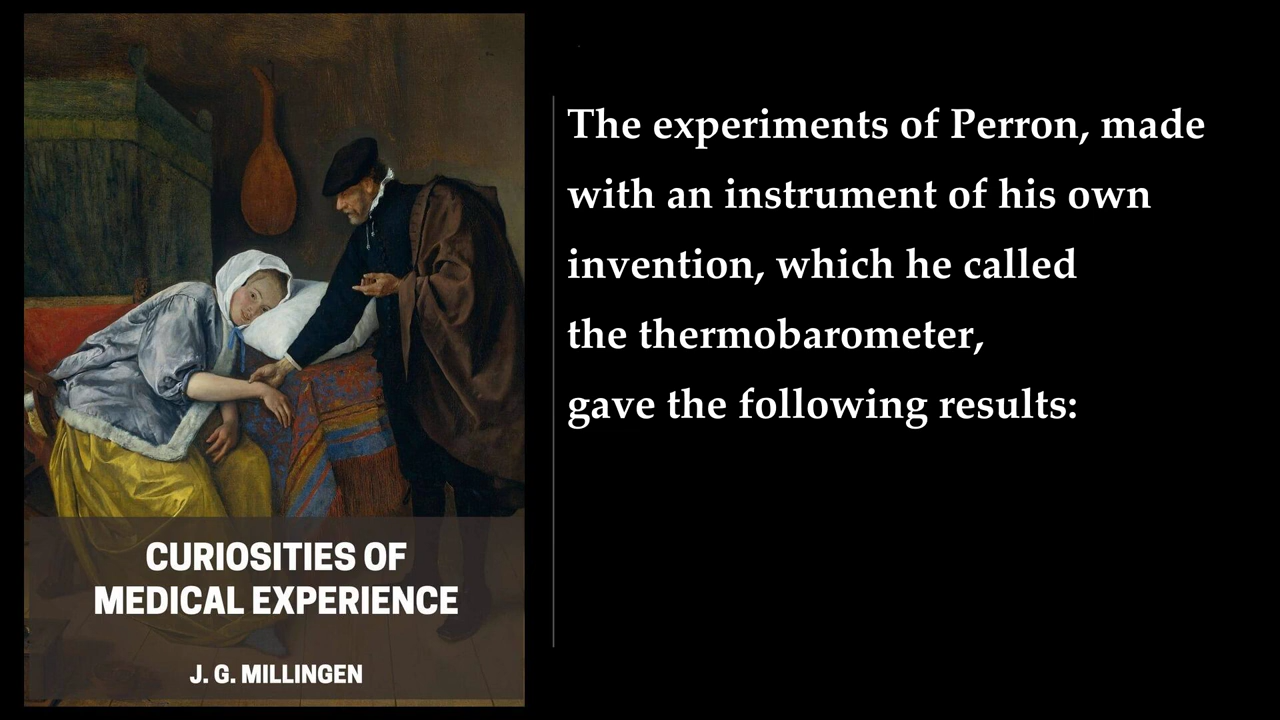 The experiments of Perron, made
with an instrument of his own
invention, which he called
the thermobarometer,
gave the following results:
CURIOSITIES OF
MEDICAL EXPERIENCE
J. G. MILLINGEN